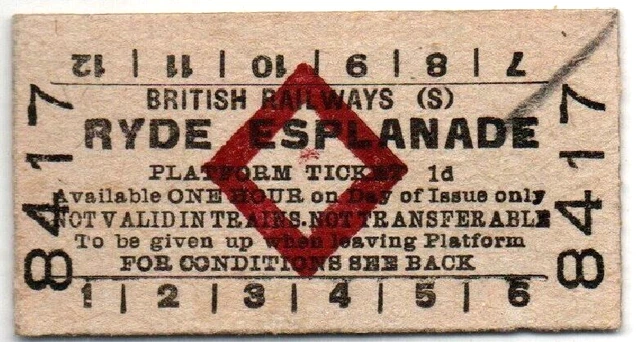 7 | 8 | 9 | 10 | 11 | 12
BRITISH RAILWAYS (S)
RYDE ESPLANADE
PLATFORM TICKET 1d
Available ONE HOUR on Day of Issue only
NOT VALID IN TRAINS. NOT TRANSFERABLE
To be given up when leaving Platform
FOR CONDITIONS SEE BACK
1 | 2 | 3 | 4 | 5 | 6
8417
8417